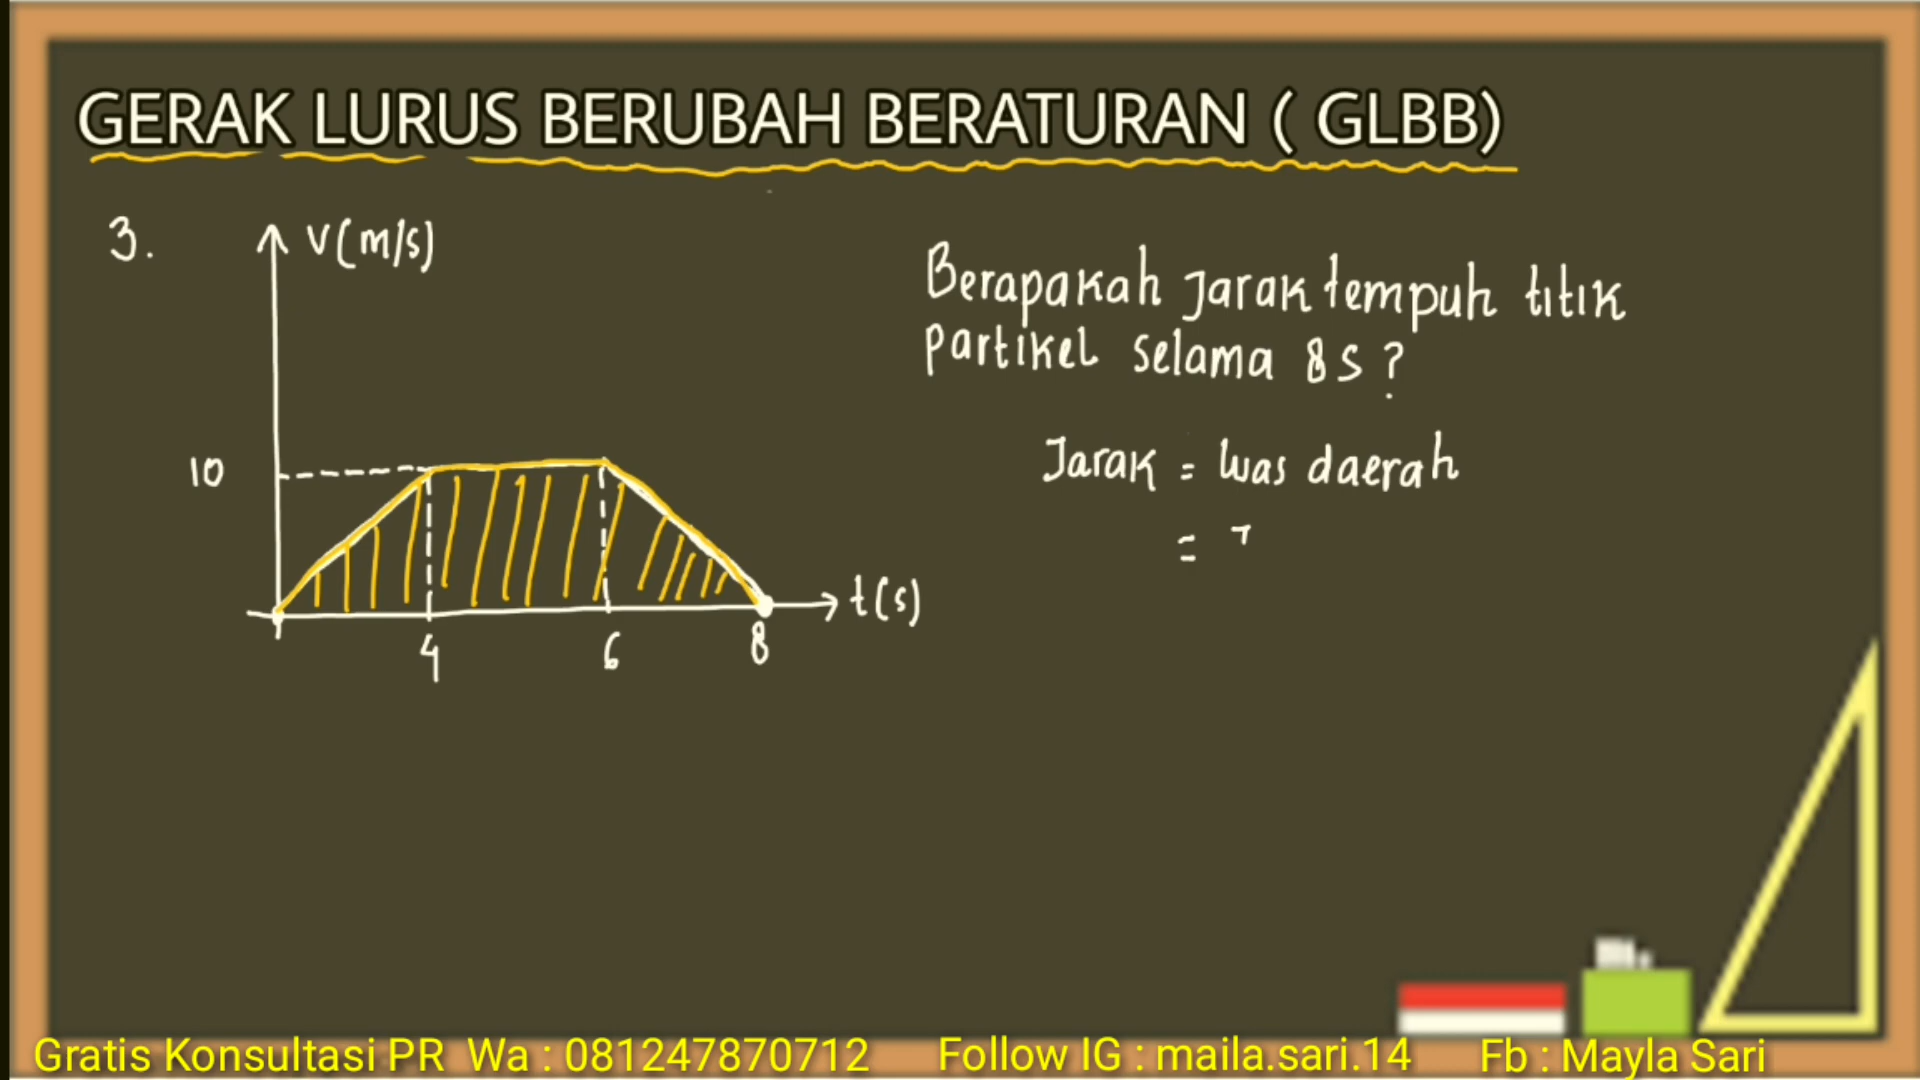 GERAK LURUS BERUBAH BERATURAN ( GLBB)
3.
V(m/s)
Berapakah Jarak tempuh titik
Partikel selama 8 s ?
10
Jarak = luas daerah
=
t(s)
4
6
8
Gratis Konsultasi PR Wa : 081247870712 Follow IG : maila.sari.14 Fb : Mayla Sari